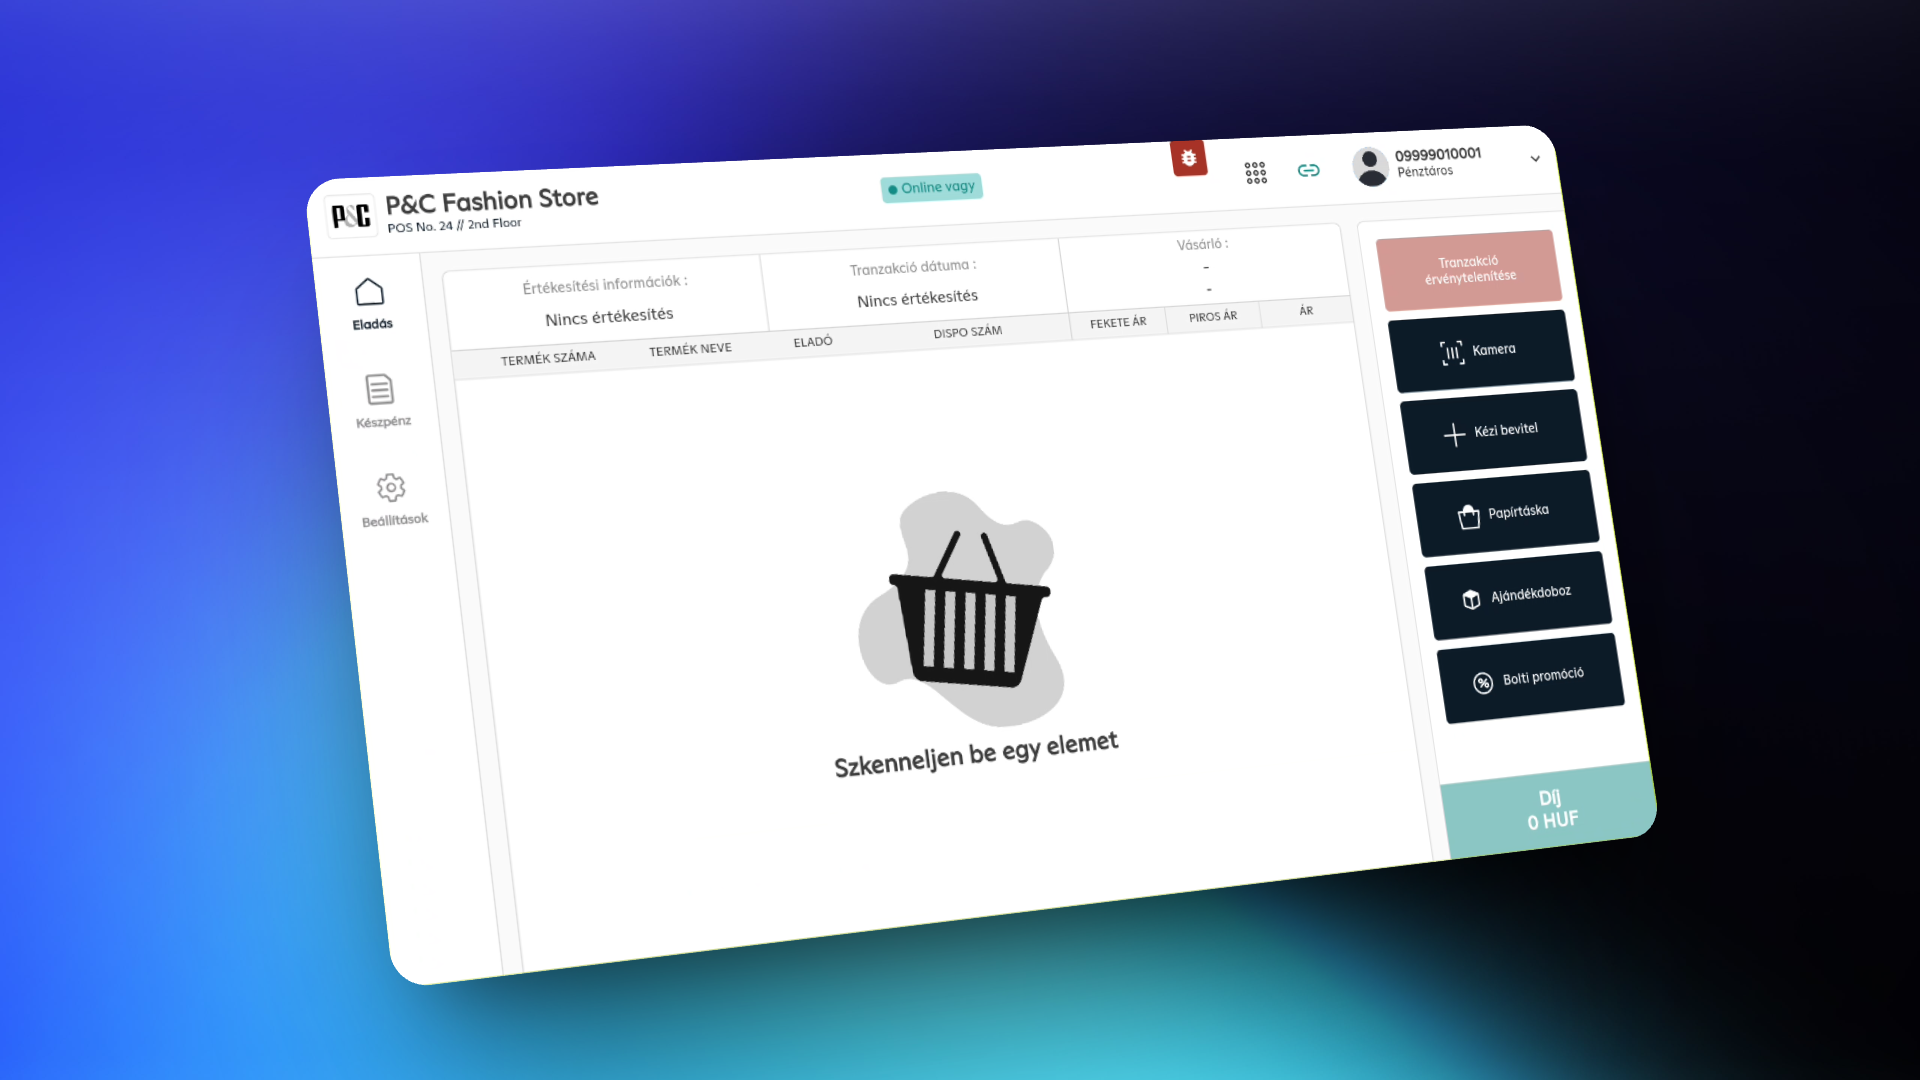 P&C
P&C Fashion Store
POS No. 24 // 2nd Floor
Online vagy
09999010001
Pénztáros
Eladás
Készpénz
Beállítások
Értékesítési információk :
Nincs értékesítés
Tranzakció dátuma :
Nincs értékesítés
Vásárló :
-
-
TERMÉK SZÁMA TERMÉK NEVE ELADÓ DISPO SZÁM FEKETE ÁR PIROS ÁR ÁR
Szkenneljen be egy elemet
Tranzakció
érvénytelenítése
Kamera
Kézi bevitel
Papírtáska
Ajándékdoboz
Bolti promóció
Díj
0 HUF